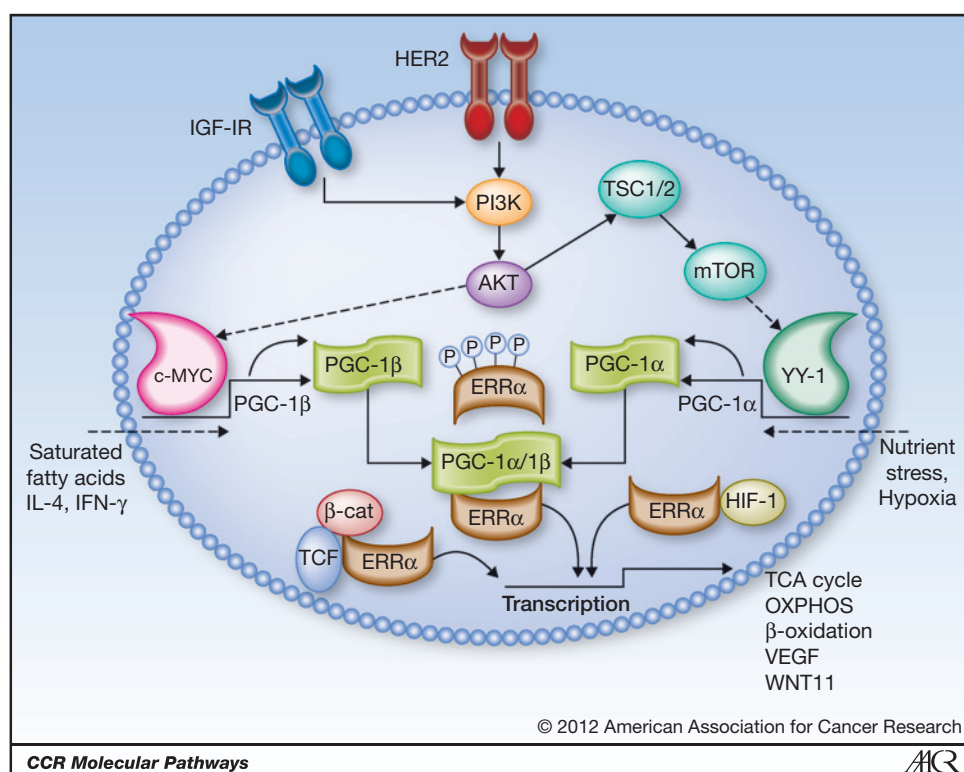 HER2
IGF-IR
PI3K
TSC1/2
AKT
mTOR
c-MYC
PGC-1β
PGC-1β
P
P
P
P
ERRα
PGC-1α
PGC-1α
YY-1
Saturated
fatty acids
IL-4, IFN-γ
Nutrient
stress,
Hypoxia
PGC-1α/1β
ERRα
β-cat
TCF
ERRα
ERRα
HIF-1
Transcription
TCA cycle
OXPHOS
β-oxidation
VEGF
WNT11
© 2012 American Association for Cancer Research
CCR Molecular Pathways
AACR